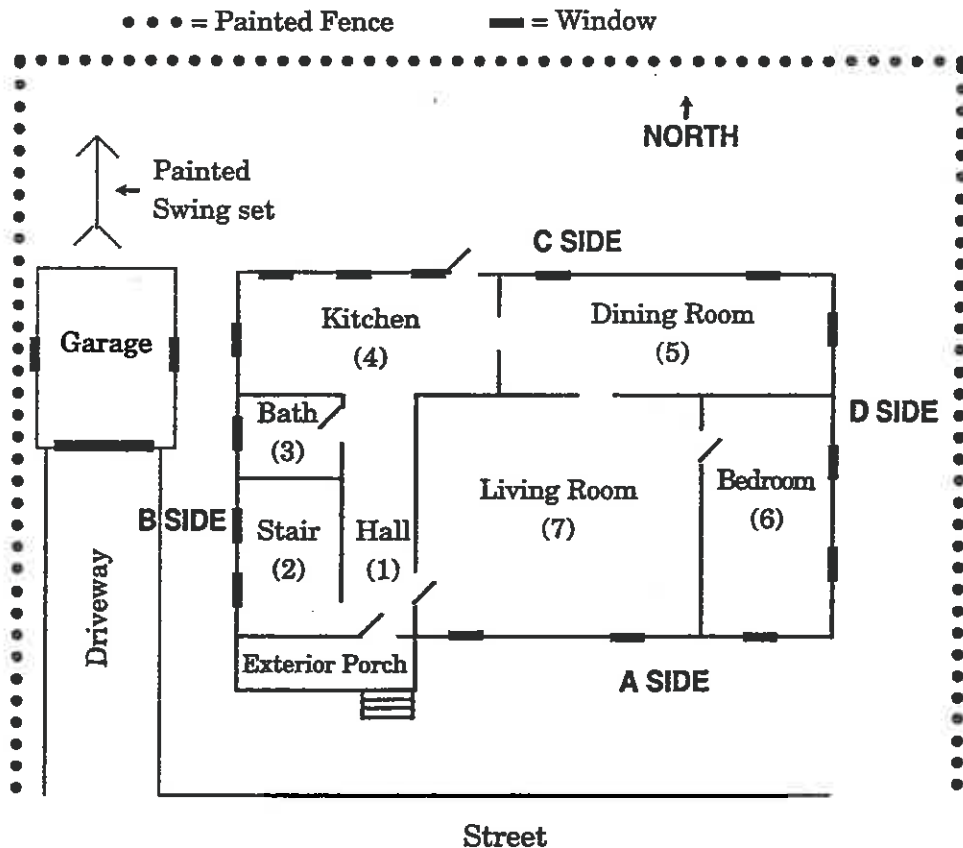 = Painted Fence
= Window
NORTH
Painted
Swing set
C SIDE
Kitchen
(4)
Dining Room
(5)
Garage
Bath
(3)
D SIDE
Living Room
(7)
Bedroom
(6)
B SIDE
Stair
(2)
Hall
(1)
Driveway
Exterior Porch
A SIDE
Street